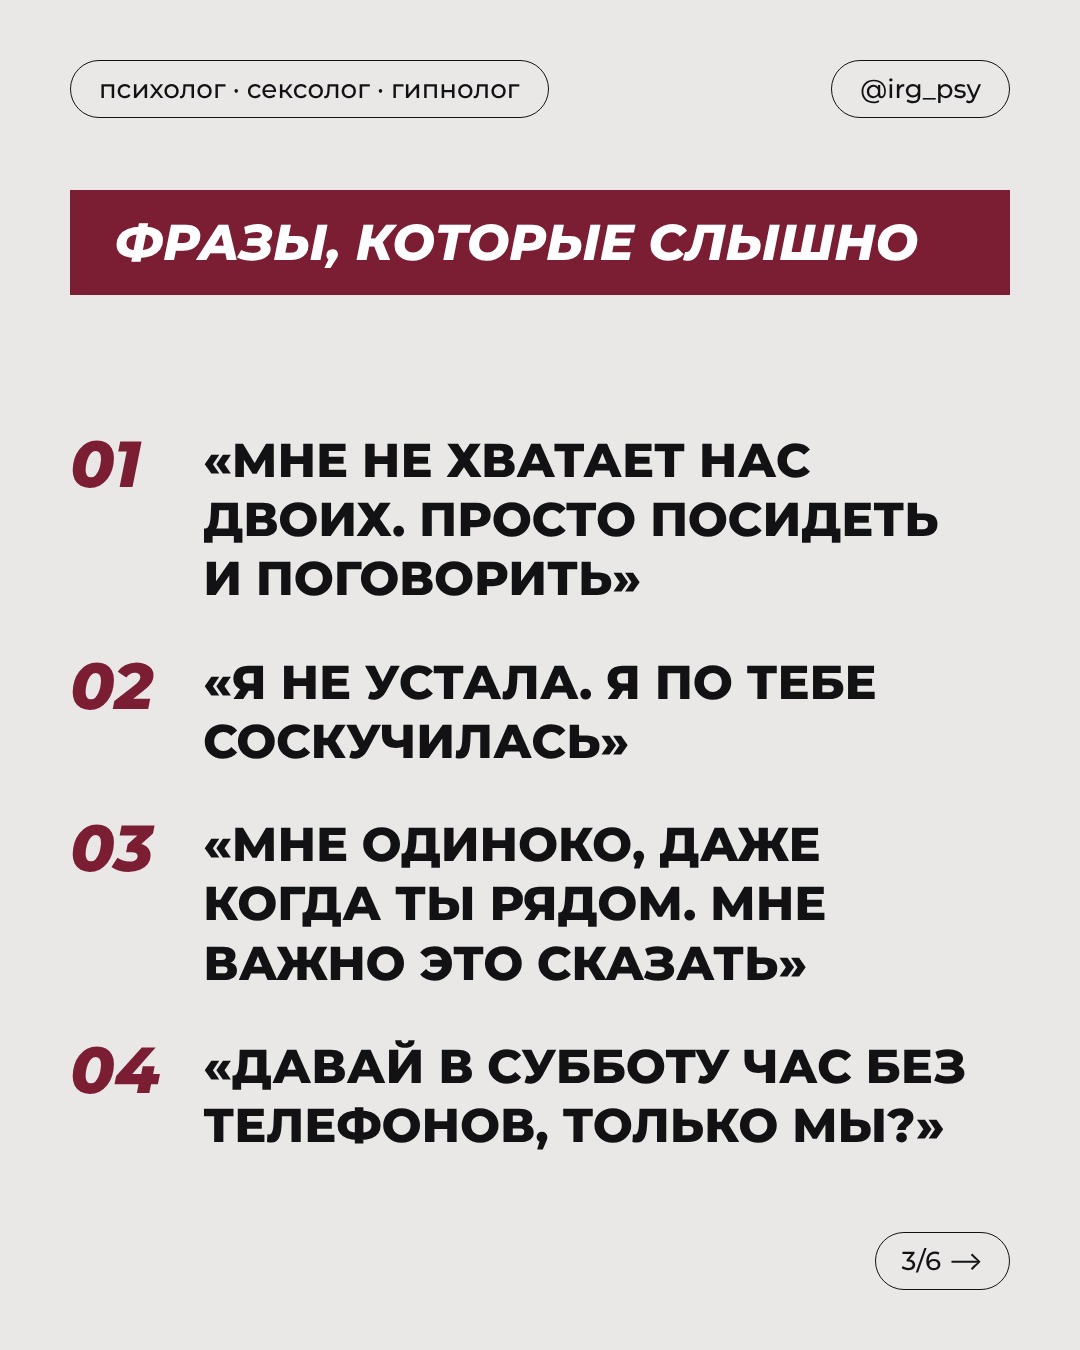 психолог · сексолог · гипнолог
@irg_psy
ФРАЗЫ, КОТОРЫЕ СЛЫШНО
01
«МНЕ НЕ ХВАТАЕТ НАС
ДВОИХ. ПРОСТО ПОСИДЕТЬ
И ПОГОВОРИТЬ»
02
«Я НЕ УСТАЛА. Я ПО ТЕБЕ
СОСКУЧИЛАСЬ»
03
«МНЕ ОДИНОКО, ДАЖЕ
КОГДА ТЫ РЯДОМ. МНЕ
ВАЖНО ЭТО СКАЗАТЬ»
04
«ДАВАЙ В СУББОТУ ЧАС БЕЗ
ТЕЛЕФОНОВ, ТОЛЬКО МЫ?»
3/6 →